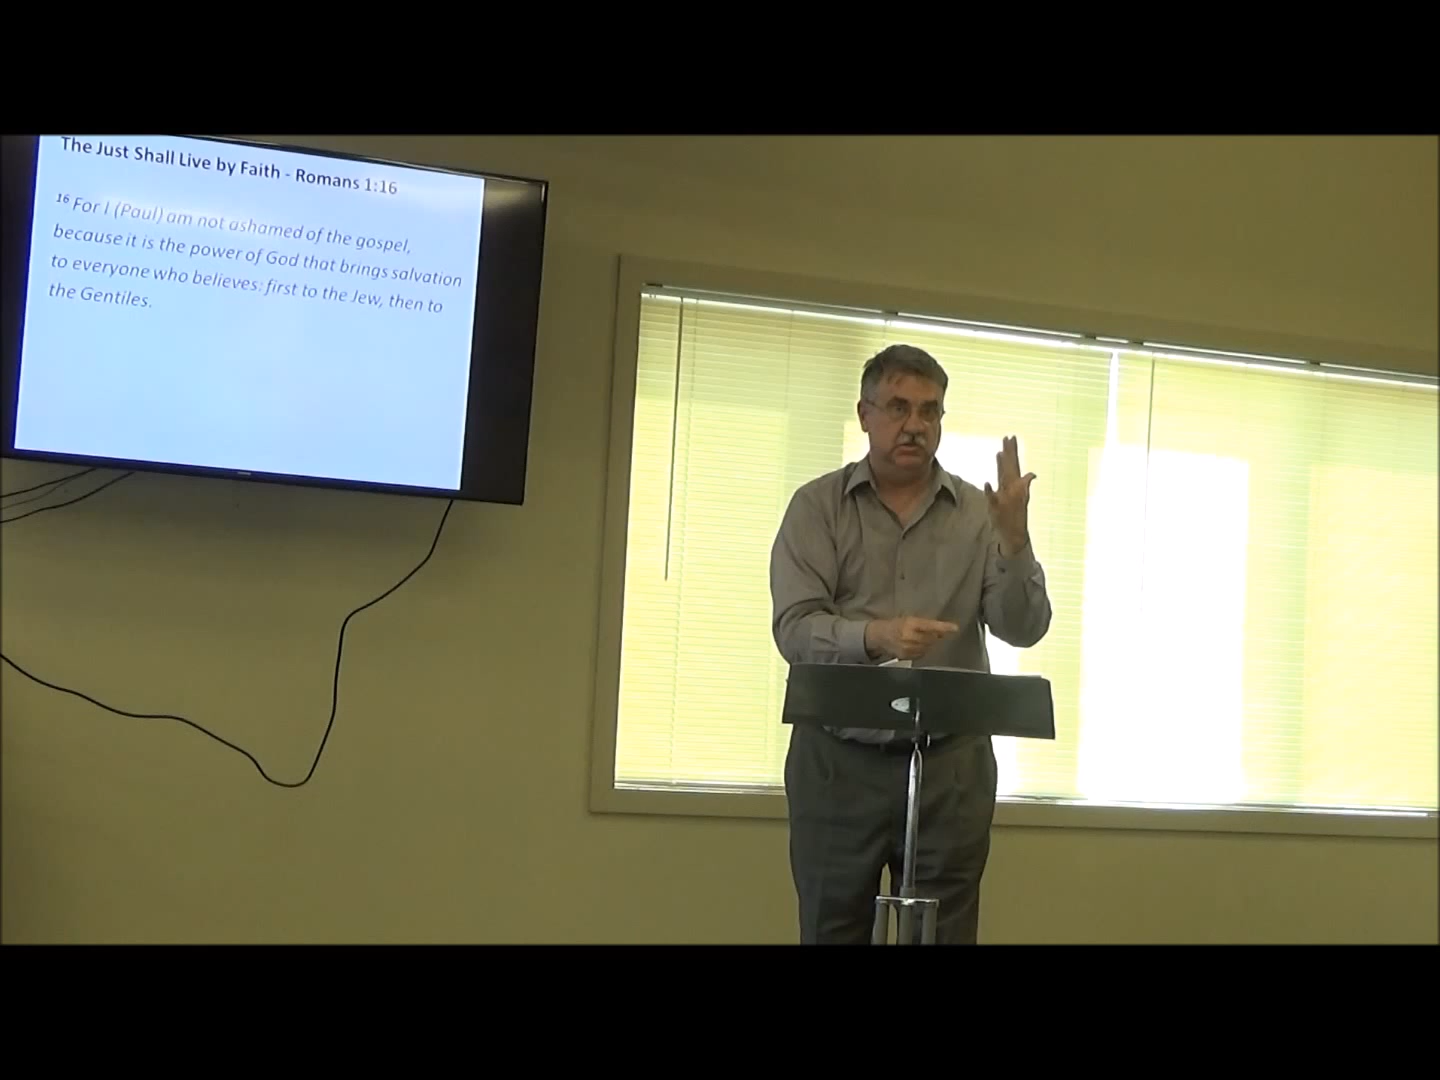 The Just Shall Live by Faith - Romans 1:16
16 For I (Paul) am not ashamed of the gospel,
because it is the power of God that brings salvation
to everyone who believes: first to the Jew, then to
the Gentiles.